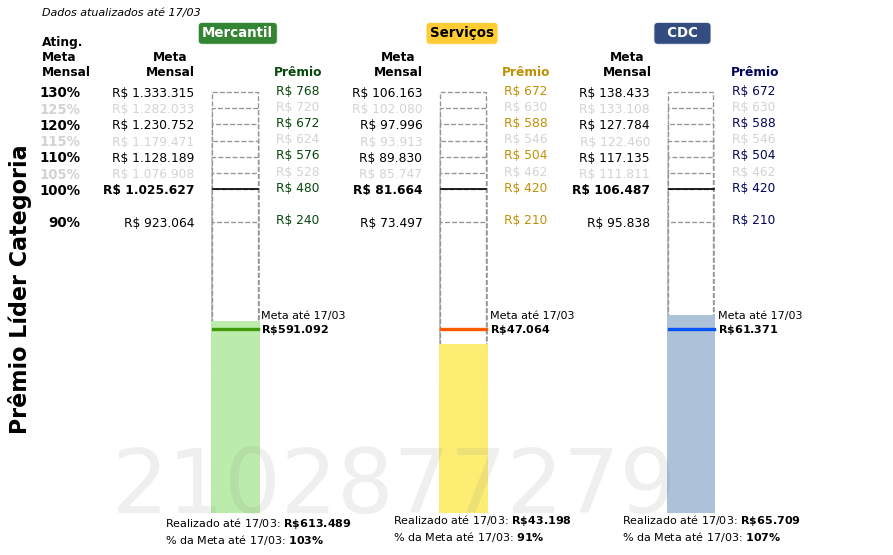 Dados atualizados até 17/03
Mercantil Serviços CDC
Ating. Meta Mensal
Meta Mensal Prêmio Meta Mensal Prêmio Meta Mensal Prêmio
130% R$ 1.333.315 R$ 768 R$ 106.163 R$ 672 R$ 138.433 R$ 672
125% R$ 1.282.033 R$ 720 R$ 102.080 R$ 630 R$ 133.108 R$ 630
120% R$ 1.230.752 R$ 672 R$ 97.996 R$ 588 R$ 127.784 R$ 588
115% R$ 1.179.471 R$ 624 R$ 93.913 R$ 546 R$ 122.460 R$ 546
110% R$ 1.128.189 R$ 576 R$ 89.830 R$ 504 R$ 117.135 R$ 504
105% R$ 1.076.908 R$ 528 R$ 85.747 R$ 462 R$ 111.811 R$ 462
100% R$ 1.025.627 R$ 480 R$ 81.664 R$ 420 R$ 106.487 R$ 420
90% R$ 923.064 R$ 240 R$ 73.497 R$ 210 R$ 95.838 R$ 210
Prêmio Líder Categoria
Meta até 17/03 Meta até 17/03 Meta até 17/03
R$591.092 R$47.064 R$61.371
2102877279
Realizado até 17/03: R$613.489 Realizado até 17/03: R$43.198 Realizado até 17/03: R$65.709
% da Meta até 17/03: 103% % da Meta até 17/03: 91% % da Meta até 17/03: 107%